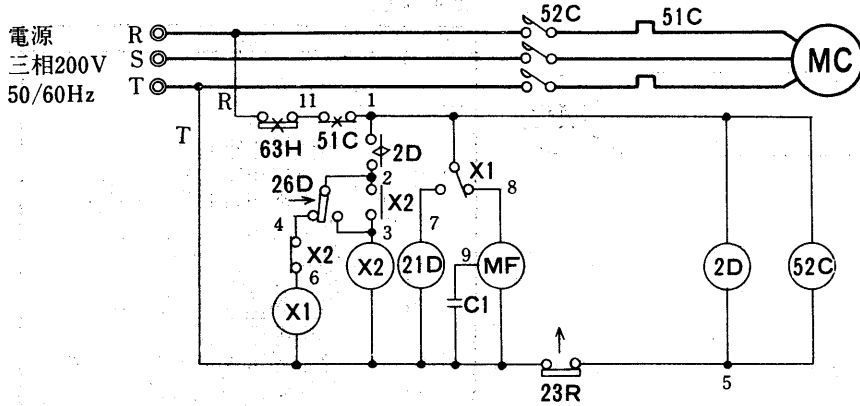 電源
三相200V
50/60Hz
R
S
T
52C
51C
MC
R
T
11
1
63H
51C
2D
2
26D
X2
X1
8
4
7
3
X2
6
X2
21D
9
MF
C1
2D
52C
X1
23R
5